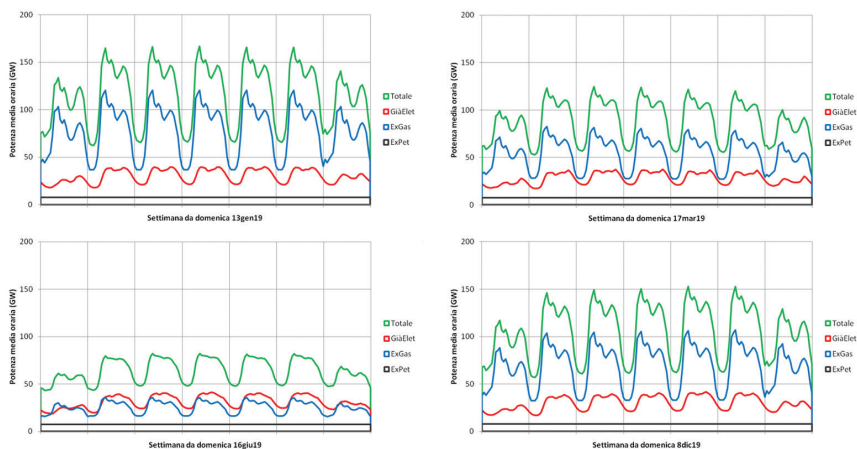 200
150
100
50
0
Potenza media oraria (GW)
Totale
GiàElet
ExGas
ExPet
Settimana da domenica 13gen19
200
150
100
50
0
Potenza media oraria (GW)
Totale
GiàElet
ExGas
ExPet
Settimana da domenica 17mar19
200
150
100
50
0
Potenza media oraria (GW)
Totale
GiàElet
ExGas
ExPet
Settimana da domenica 16giu19
200
150
100
50
0
Potenza media oraria (GW)
Totale
GiàElet
ExGas
ExPet
Settimana da domenica 8dic19